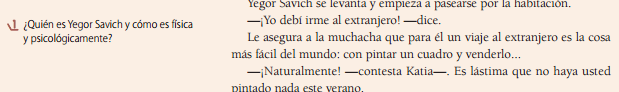 ¿Quién es Yegor Savich y cómo es física
y psicológicamente?
Yegor Savich se levanta y empieza a pasearse por la habitación.
—¡Yo debí irme al extranjero! —dice.
Le asegura a la muchacha que para él un viaje al extranjero es la cosa
más fácil del mundo: con pintar un cuadro y venderlo...
—¡Naturalmente! —contesta Katia—. Es lástima que no haya usted
pintado nada este verano.